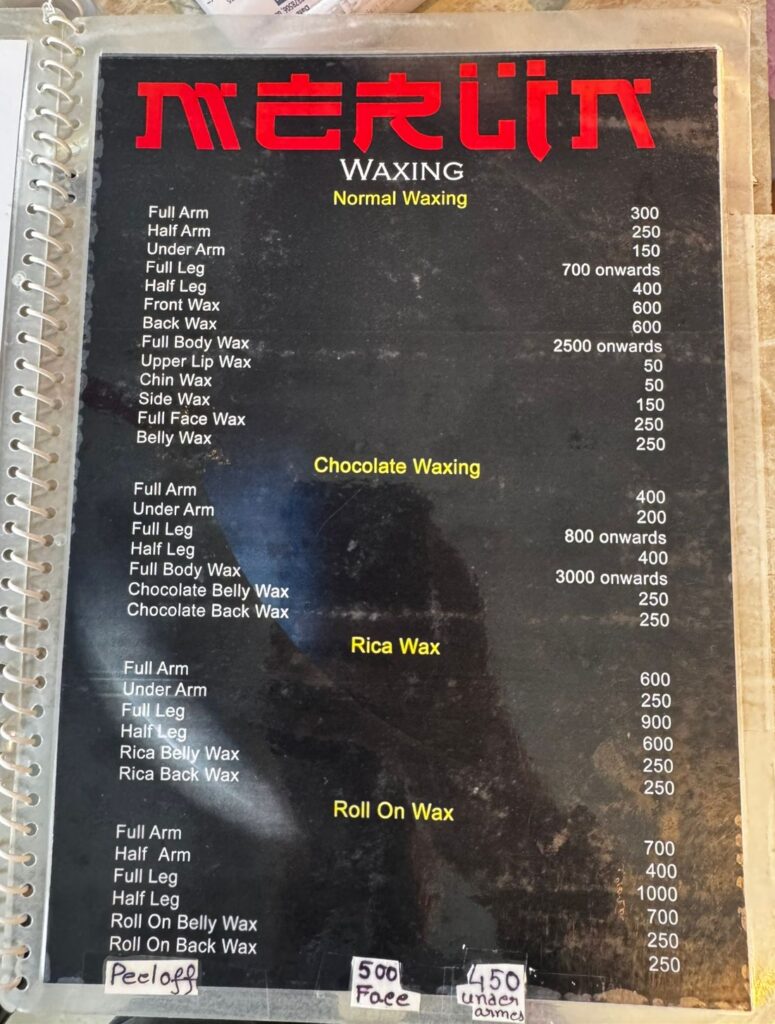 MERLIN
WAXING
Normal Waxing
Full Arm 300
Half Arm 250
Under Arm 150
Full Leg 700 onwards
Half Leg 400
Front Wax 600
Back Wax 600
Full Body Wax 2500 onwards
Upper Lip Wax 50
Chin Wax 50
Side Wax 150
Full Face Wax 250
Belly Wax 250
Chocolate Waxing
Full Arm 400
Under Arm 200
Full Leg 800 onwards
Half Leg 400
Full Body Wax 3000 onwards
Chocolate Belly Wax 250
Chocolate Back Wax 250
Rica Wax
Full Arm 600
Under Arm 250
Full Leg 900
Half Leg 600
Rica Belly Wax 250
Rica Back Wax 250
Roll On Wax
Full Arm 700
Half Arm 400
Full Leg 1000
Half Leg 700
Roll On Belly Wax 250
Roll On Back Wax 250
Peel off 500 Face 450 under armes